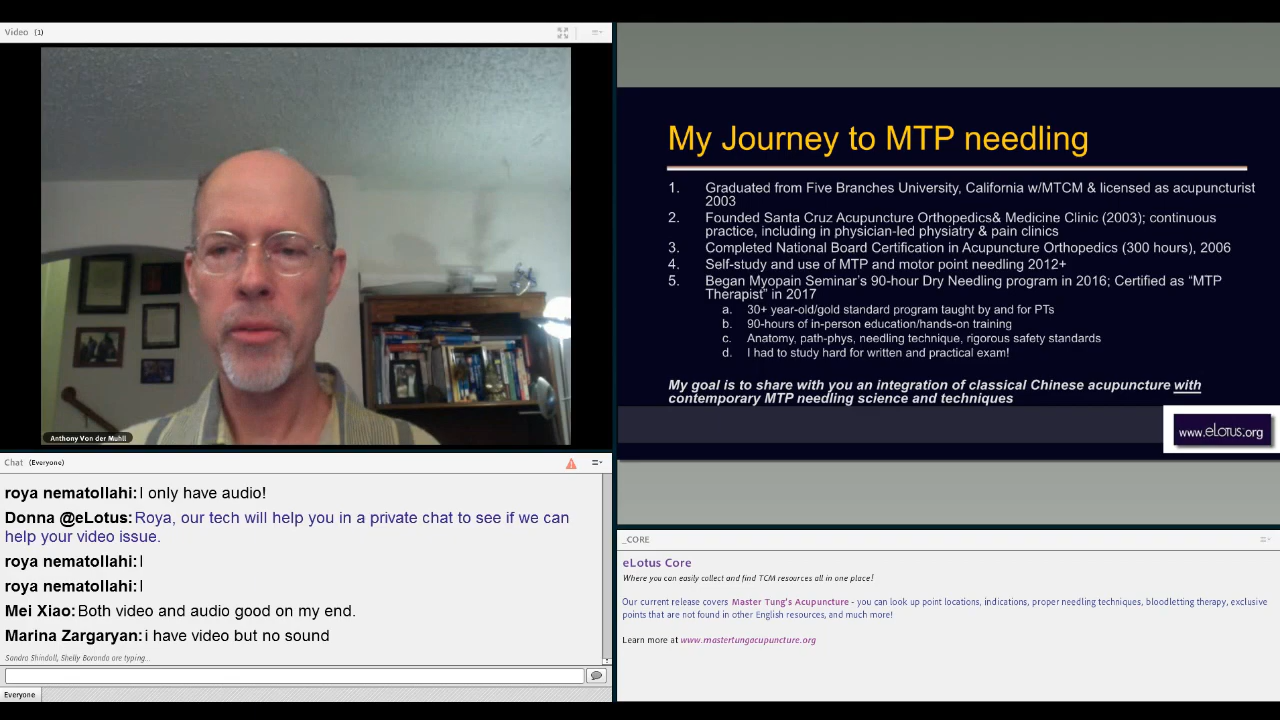 Video (1)
Anthony Von der Muhll
Chat (Everyone)
roya nematollahi: I only have audio!
Donna @eLotus: Roya, our tech will help you in a private chat to see if we can
help your video issue.
roya nematollahi: I
roya nematollahi: I
Mei Xiao: Both video and audio good on my end.
Marina Zargaryan: i have video but no sound
Sandra Shindoll, Shelly Boronda are typing...
Everyone
My Journey to MTP needling
1. Graduated from Five Branches University, California w/MTCM & licensed as acupuncturist
2003
2. Founded Santa Cruz Acupuncture Orthopedics& Medicine Clinic (2003); continuous
practice, including in physician-led physiatry & pain clinics
3. Completed National Board Certification in Acupuncture Orthopedics (300 hours), 2006
4. Self-study and use of MTP and motor point needling 2012+
5. Began Myopain Seminar's 90-hour Dry Needling program in 2016; Certified as "MTP
Therapist" in 2017
a. 30+ year-old/gold standard program taught by and for PTs
b. 90-hours of in-person education/hands-on training
c. Anatomy, path-phys, needling technique, rigorous safety standards
d. I had to study hard for written and practical exam!
My goal is to share with you an integration of classical Chinese acupuncture with
contemporary MTP needling science and techniques
www.eLotus.org
_CORE
eLotus Core
Where you can easily collect and find TCM resources all in one place!
Our current release covers Master Tung's Acupuncture - you can look up point locations, indications, proper needling techniques, bloodletting therapy, exclusive
points that are not found in other English resources, and much more!
Learn more at www.mastertungacupuncture.org